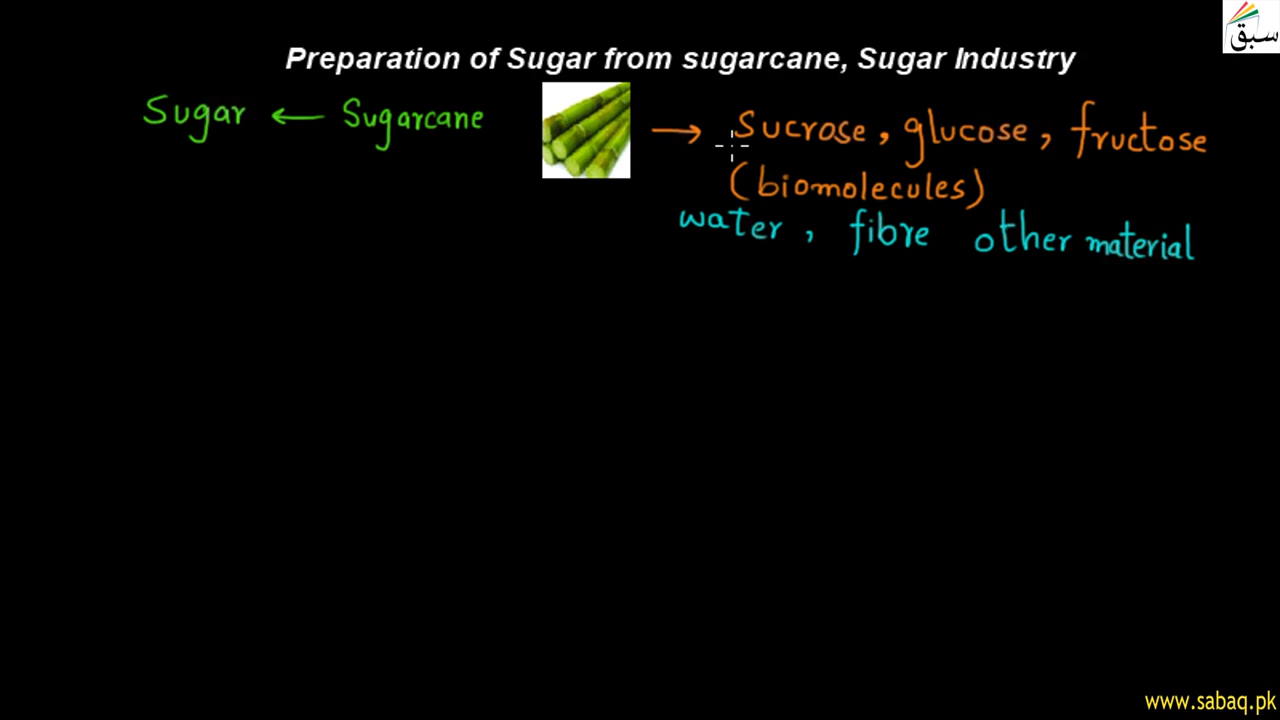 سبق
Preparation of Sugar from sugarcane, Sugar Industry
Sugar ← Sugarcane → Sucrose, glucose, fructose
(biomolecules)
water, fibre other material
www.sabaq.pk